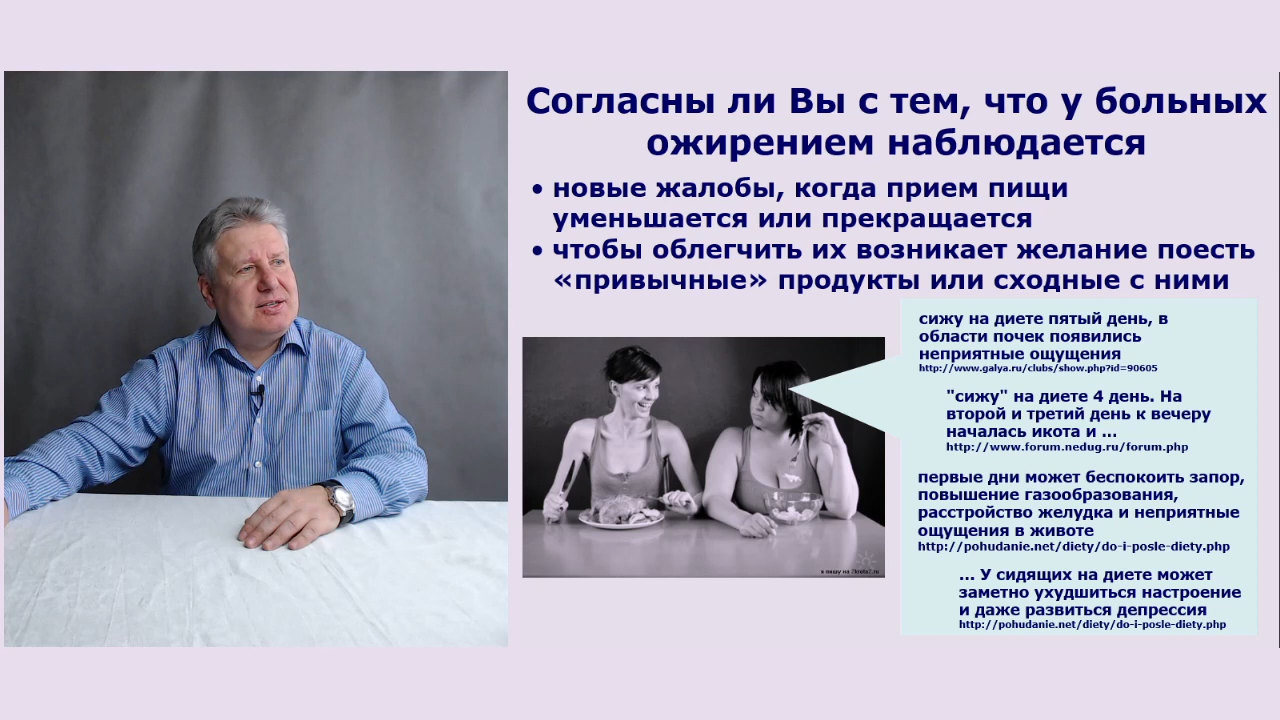 Согласны ли Вы с тем, что у больных
ожирением наблюдается
• новые жалобы, когда прием пищи
уменьшается или прекращается
• чтобы облегчить их возникает желание поесть
«привычные» продукты или сходные с ними
сижу на диете пятый день, в
области почек появились
неприятные ощущения
http://www.galya.ru/clubs/show.php?id=90605
"сижу" на диете 4 день. На
второй и третий день к вечеру
началась икота и ...
http://www.forum.nedug.ru/forum.php
первые дни может беспокоить запор,
повышение газообразования,
расстройство желудка и неприятные
ощущения в животе
http://pohudanie.net/diety/do-i-posle-diety.php
... У сидящих на диете может
заметно ухудшиться настроение
и даже развиться депрессия
http://pohudanie.net/diety/do-i-posle-diety.php